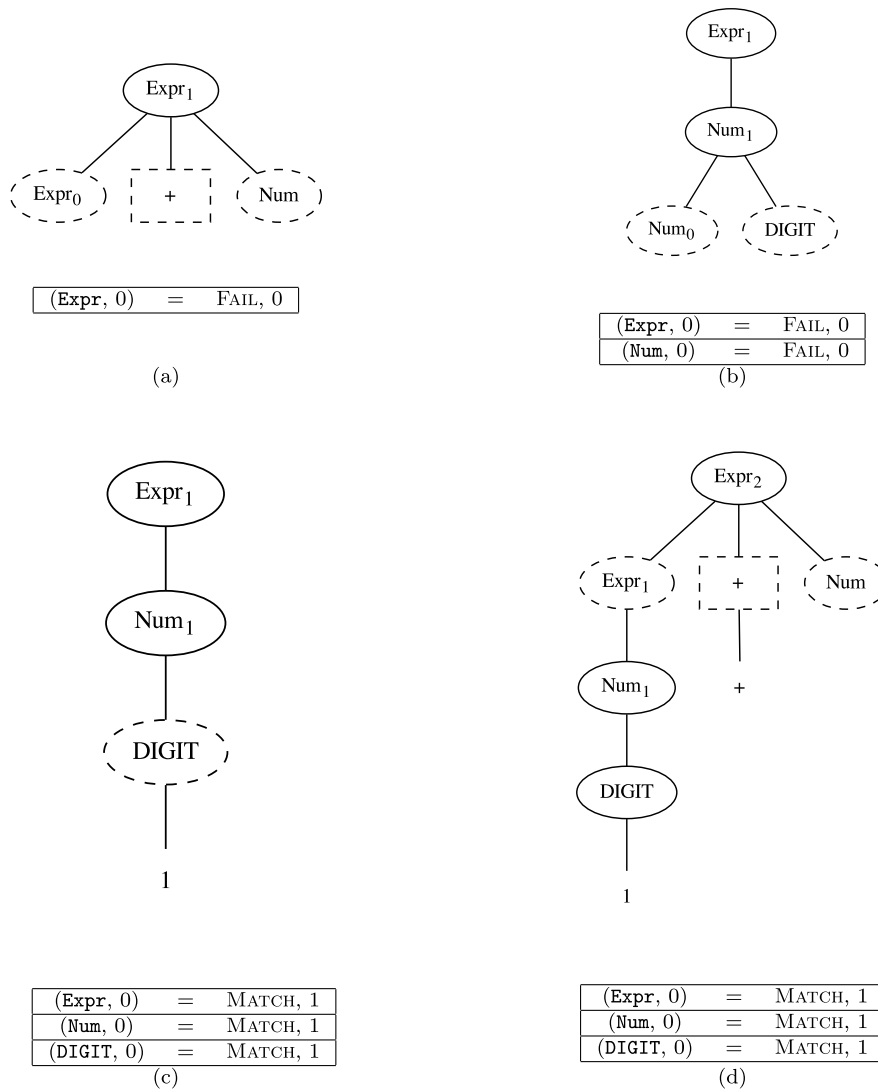 Expr₁
Expr₀ + Num
(Expr, 0) = FAIL, 0
(a)
Expr₁
Num₁
Num₀ DIGIT
(Expr, 0) = FAIL, 0
(Num, 0) = FAIL, 0
(b)
Expr₁
Num₁
DIGIT
1
(Expr, 0) = MATCH, 1
(Num, 0) = MATCH, 1
(DIGIT, 0) = MATCH, 1
(c)
Expr₂
Expr₁ + Num
Num₁ +
DIGIT
1
(Expr, 0) = MATCH, 1
(Num, 0) = MATCH, 1
(DIGIT, 0) = MATCH, 1
(d)